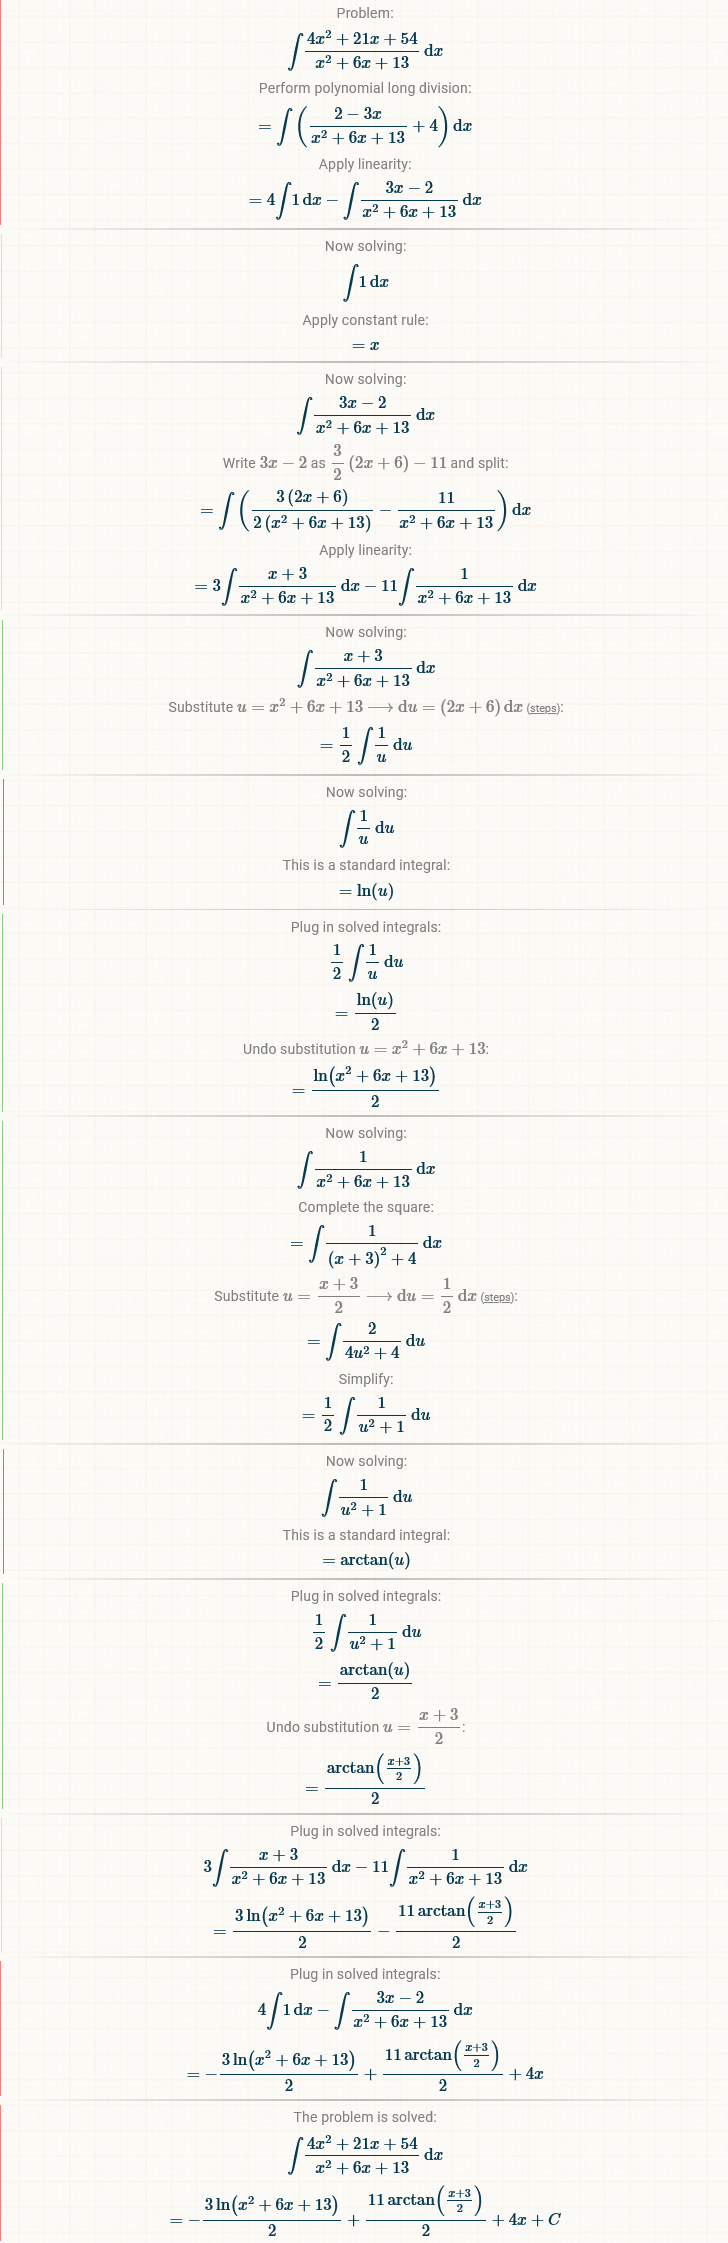 Problem:
∫ (4x² + 21x + 54)/(x² + 6x + 13) dx
Perform polynomial long division:
= ∫ ((2 − 3x)/(x² + 6x + 13) + 4) dx
Apply linearity:
= 4∫ 1 dx − ∫ (3x − 2)/(x² + 6x + 13) dx
Now solving:
∫ 1 dx
Apply constant rule:
= x
Now solving:
∫ (3x − 2)/(x² + 6x + 13) dx
Write 3x − 2 as 3/2 (2x + 6) − 11 and split:
= ∫ (3(2x + 6)/(2(x² + 6x + 13)) − 11/(x² + 6x + 13)) dx
Apply linearity:
= 3∫ (x + 3)/(x² + 6x + 13) dx − 11∫ 1/(x² + 6x + 13) dx
Now solving:
∫ (x + 3)/(x² + 6x + 13) dx
Substitute u = x² + 6x + 13 ⟶ du = (2x + 6) dx (steps):
= 1/2 ∫ 1/u du
Now solving:
∫ 1/u du
This is a standard integral:
= ln(u)
Plug in solved integrals:
1/2 ∫ 1/u du
= ln(u)/2
Undo substitution u = x² + 6x + 13:
= ln(x² + 6x + 13)/2
Now solving:
∫ 1/(x² + 6x + 13) dx
Complete the square:
= ∫ 1/((x + 3)² + 4) dx
Substitute u = (x + 3)/2 ⟶ du = 1/2 dx (steps):
= ∫ 2/(4u² + 4) du
Simplify:
= 1/2 ∫ 1/(u² + 1) du
Now solving:
∫ 1/(u² + 1) du
This is a standard integral:
= arctan(u)
Plug in solved integrals:
1/2 ∫ 1/(u² + 1) du
= arctan(u)/2
Undo substitution u = (x + 3)/2:
= arctan((x+3)/2)/2
Plug in solved integrals:
3∫ (x + 3)/(x² + 6x + 13) dx − 11∫ 1/(x² + 6x + 13) dx
= 3 ln(x² + 6x + 13)/2 − 11 arctan((x+3)/2)/2
Plug in solved integrals:
4∫ 1 dx − ∫ (3x − 2)/(x² + 6x + 13) dx
= −3 ln(x² + 6x + 13)/2 + 11 arctan((x+3)/2)/2 + 4x
The problem is solved:
∫ (4x² + 21x + 54)/(x² + 6x + 13) dx
= −3 ln(x² + 6x + 13)/2 + 11 arctan((x+3)/2)/2 + 4x + C